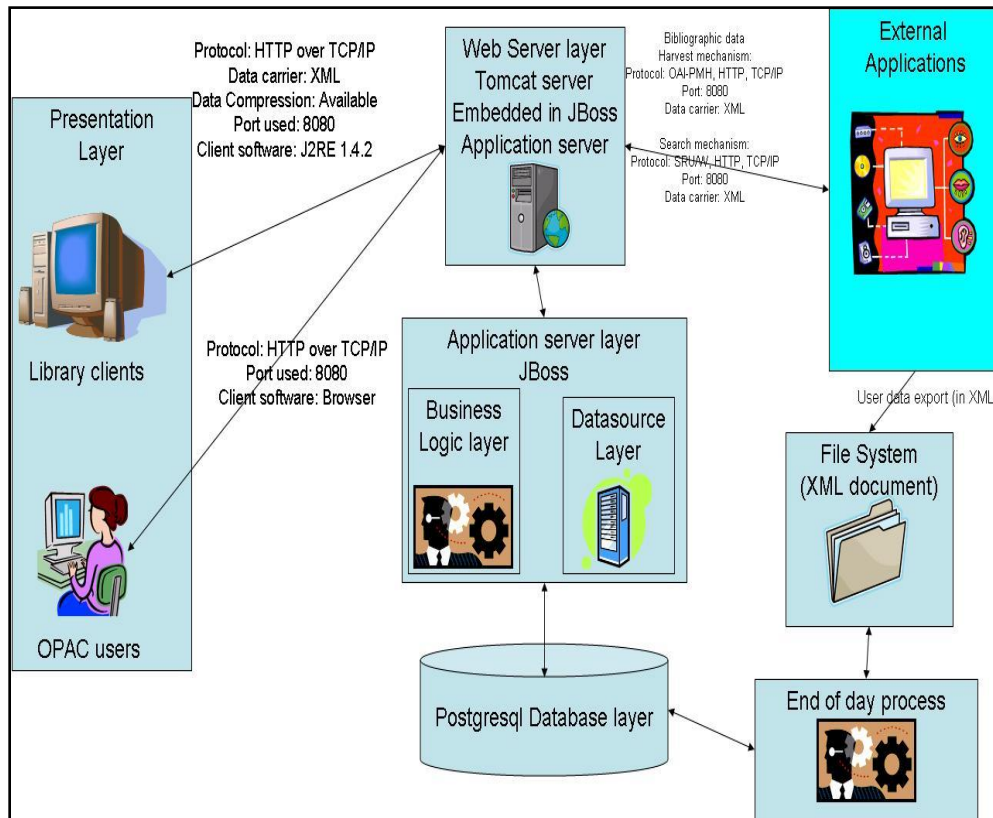 Protocol: HTTP over TCP/IP
Data carrier: XML
Data Compression: Available
Port used: 8080
Client software: J2RE 1.4.2
Presentation
Layer
Library clients
Protocol: HTTP over TCP/IP
Port used: 8080
Client software: Browser
OPAC users
Web Server layer
Tomcat server
Embedded in JBoss
Application server
Bibliographic data
Harvest mechanism:
Protocol: OAI-PMH, HTTP, TCP/IP
Port: 8080
Data carrier: XML
Search mechanism:
Protocol: SRU/W, HTTP, TCP/IP
Port: 8080
Data carrier: XML
External
Applications
Application server layer
JBoss
Business
Logic layer
Datasource
Layer
User data export (in XML
File System
(XML document)
Postgresql Database layer
End of day process